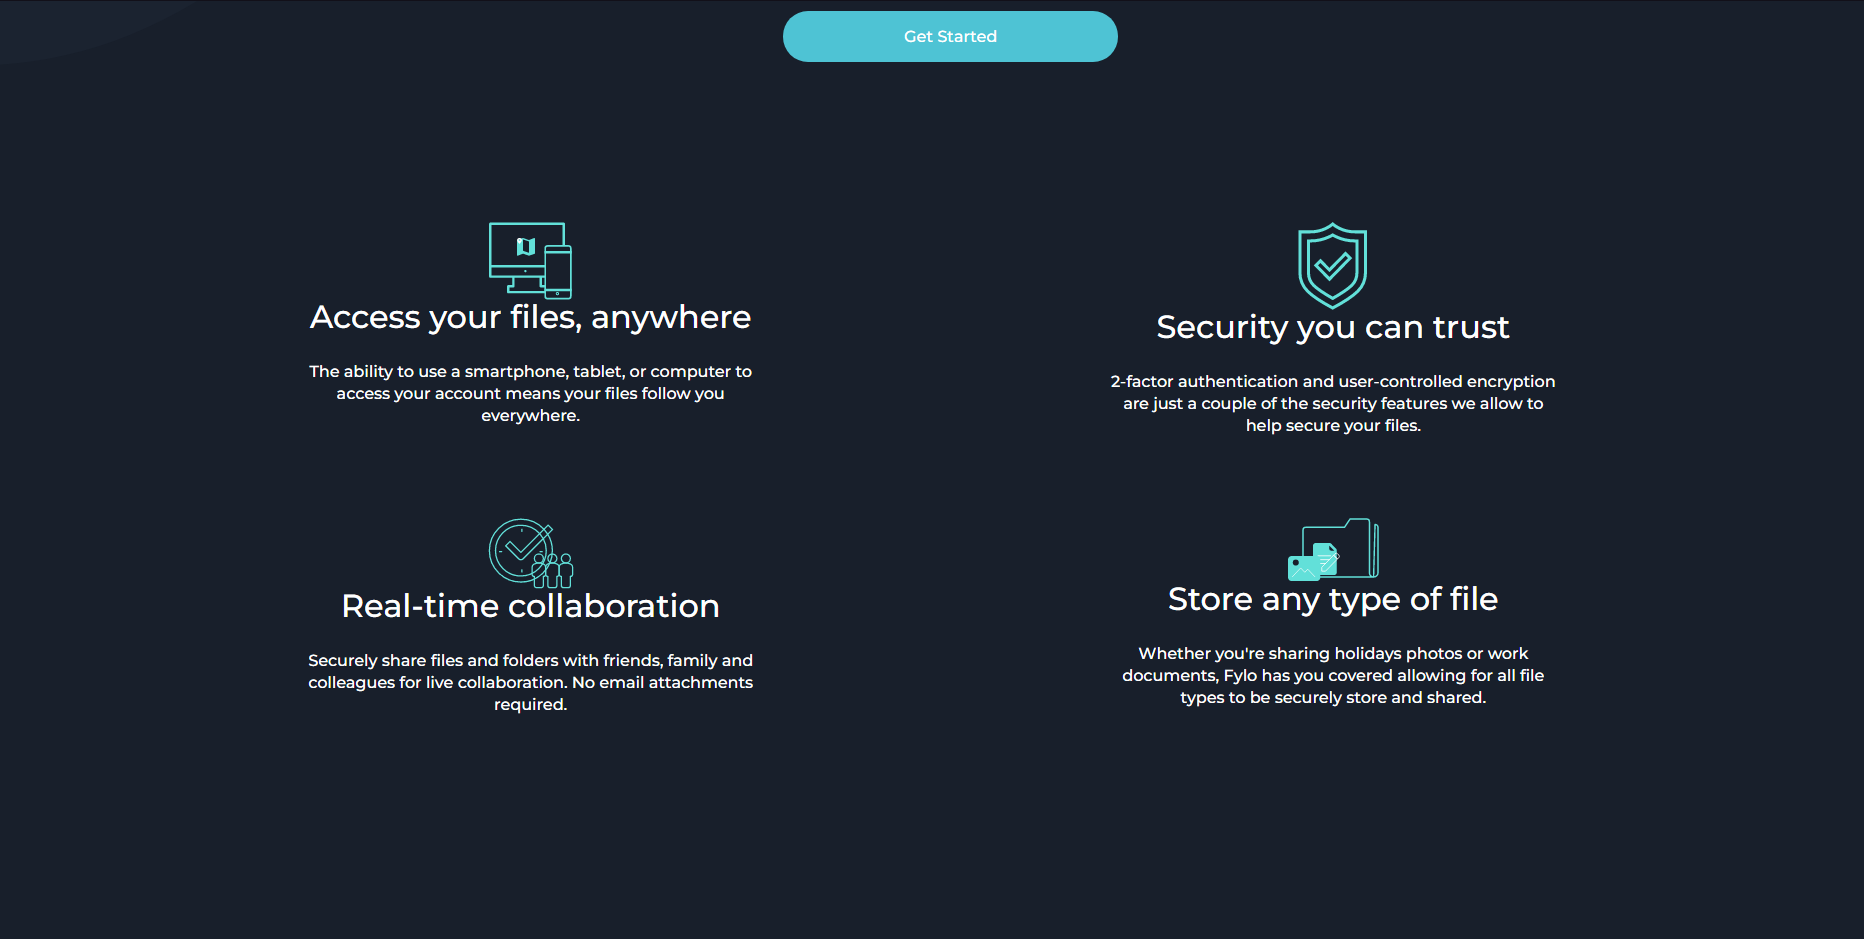 Get Started
Access your files, anywhere
The ability to use a smartphone, tablet, or computer to
access your account means your files follow you
everywhere.
Security you can trust
2-factor authentication and user-controlled encryption
are just a couple of the security features we allow to
help secure your files.
Real-time collaboration
Securely share files and folders with friends, family and
colleagues for live collaboration. No email attachments
required.
Store any type of file
Whether you're sharing holidays photos or work
documents, Fylo has you covered allowing for all file
types to be securely store and shared.